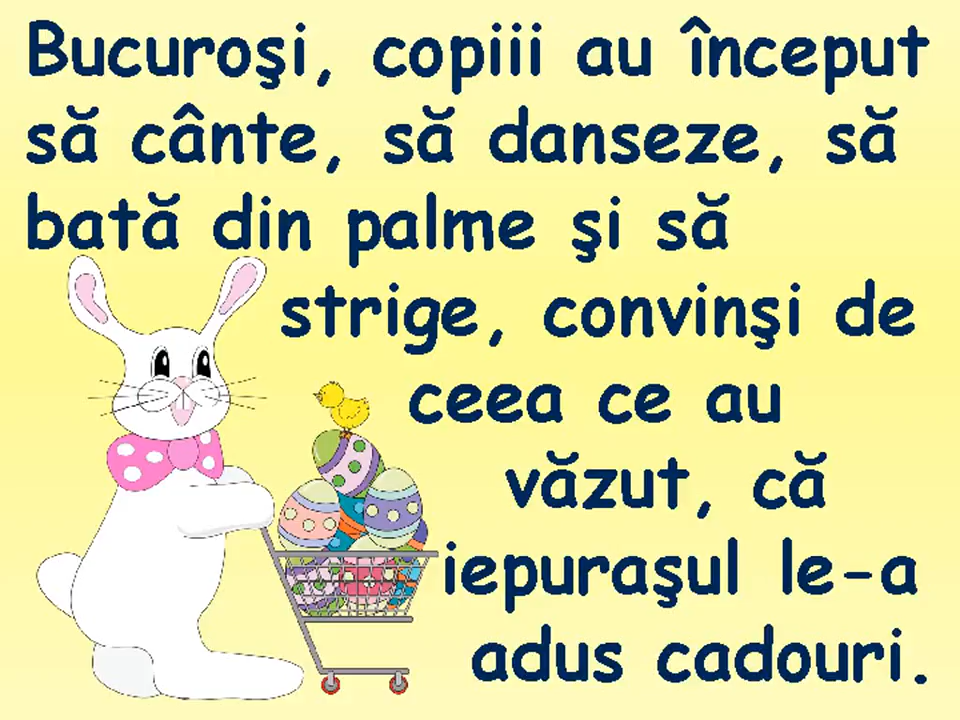 Bucuroşi, copiii au început
să cânte, să danseze, să
bată din palme şi să
strige, convinşi de
ceea ce au
văzut, că
iepuraşul le-a
adus cadouri.